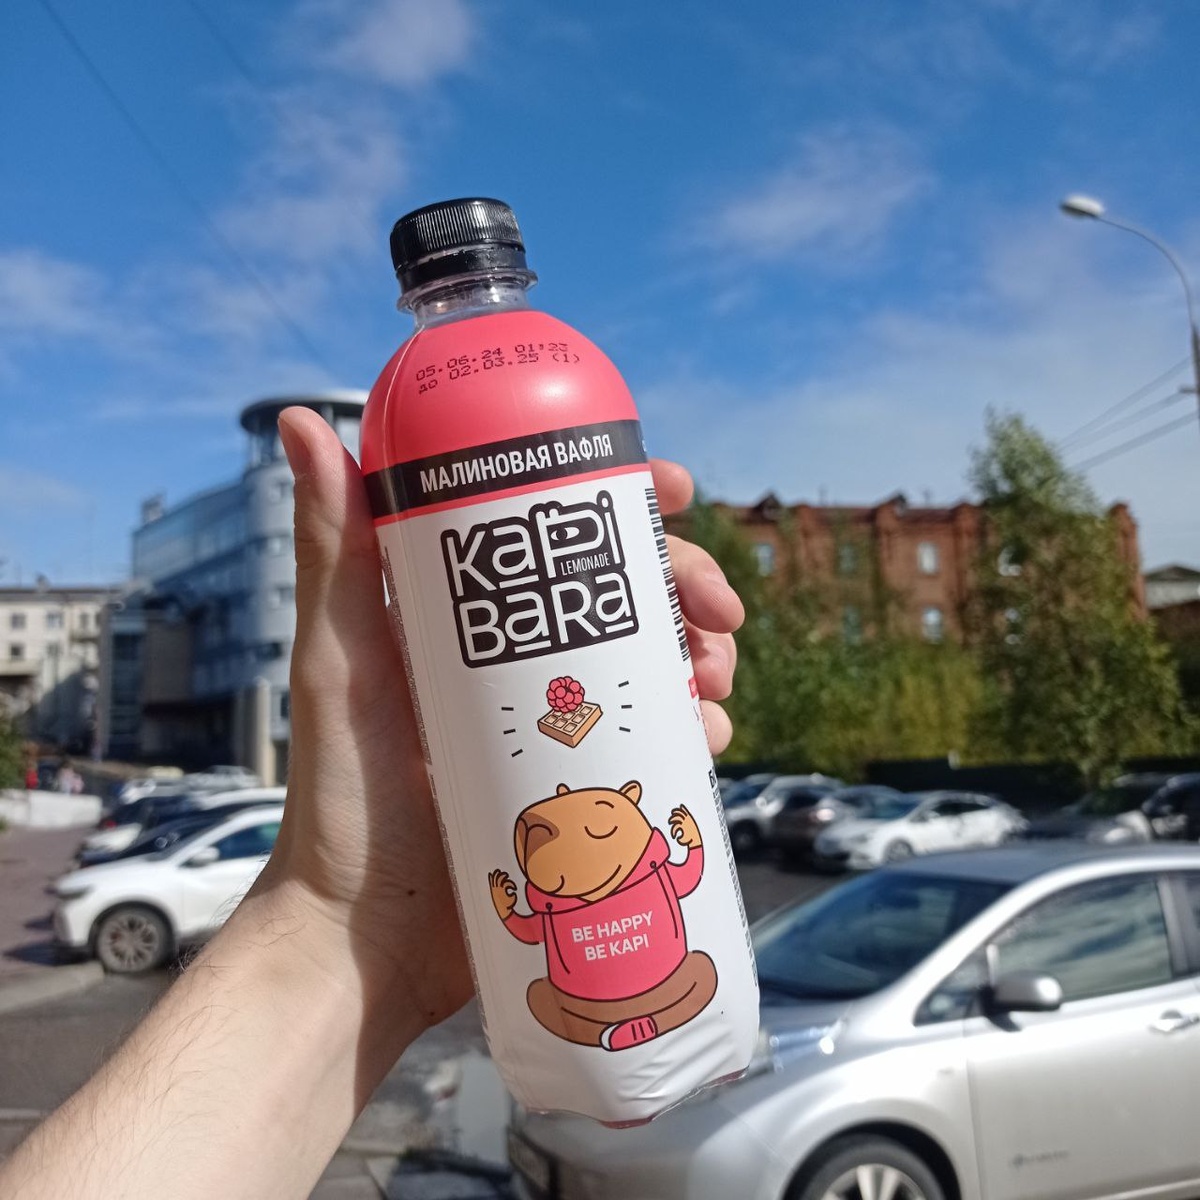 05.06.24 01:23
до 02.03.25 (1)
МАЛИНОВАЯ ВАФЛЯ
KaPi
LEMONADE
BaRa
BE HAPPY
BE KAPI